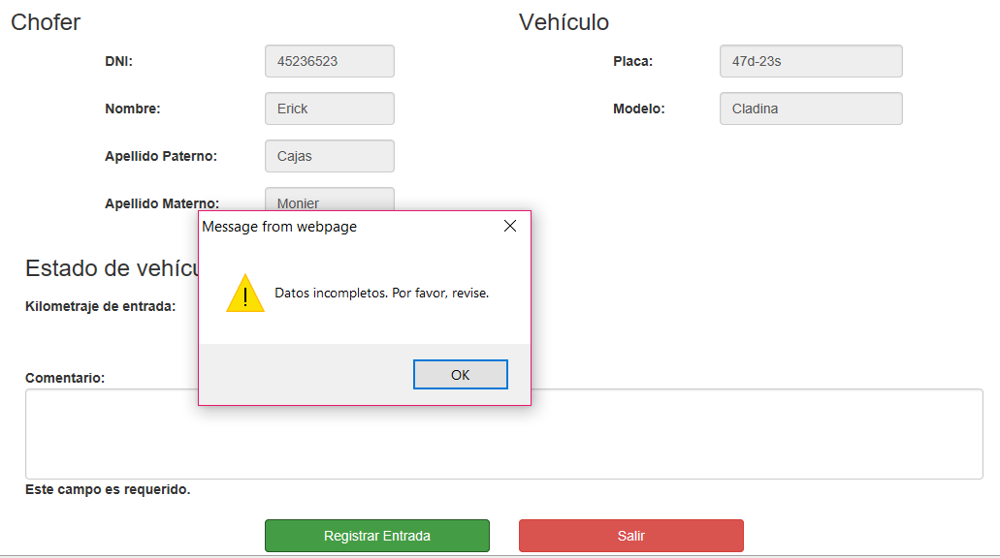 Chofer
Vehículo
DNI: 45236523
Placa: 47d-23s
Nombre: Erick
Modelo: Cladina
Apellido Paterno: Cajas
Apellido Materno: Monier
Message from webpage
Estado de vehícu
Datos incompletos. Por favor, revise.
Kilometraje de entrada:
OK
Comentario:
Este campo es requerido.
Registrar Entrada
Salir